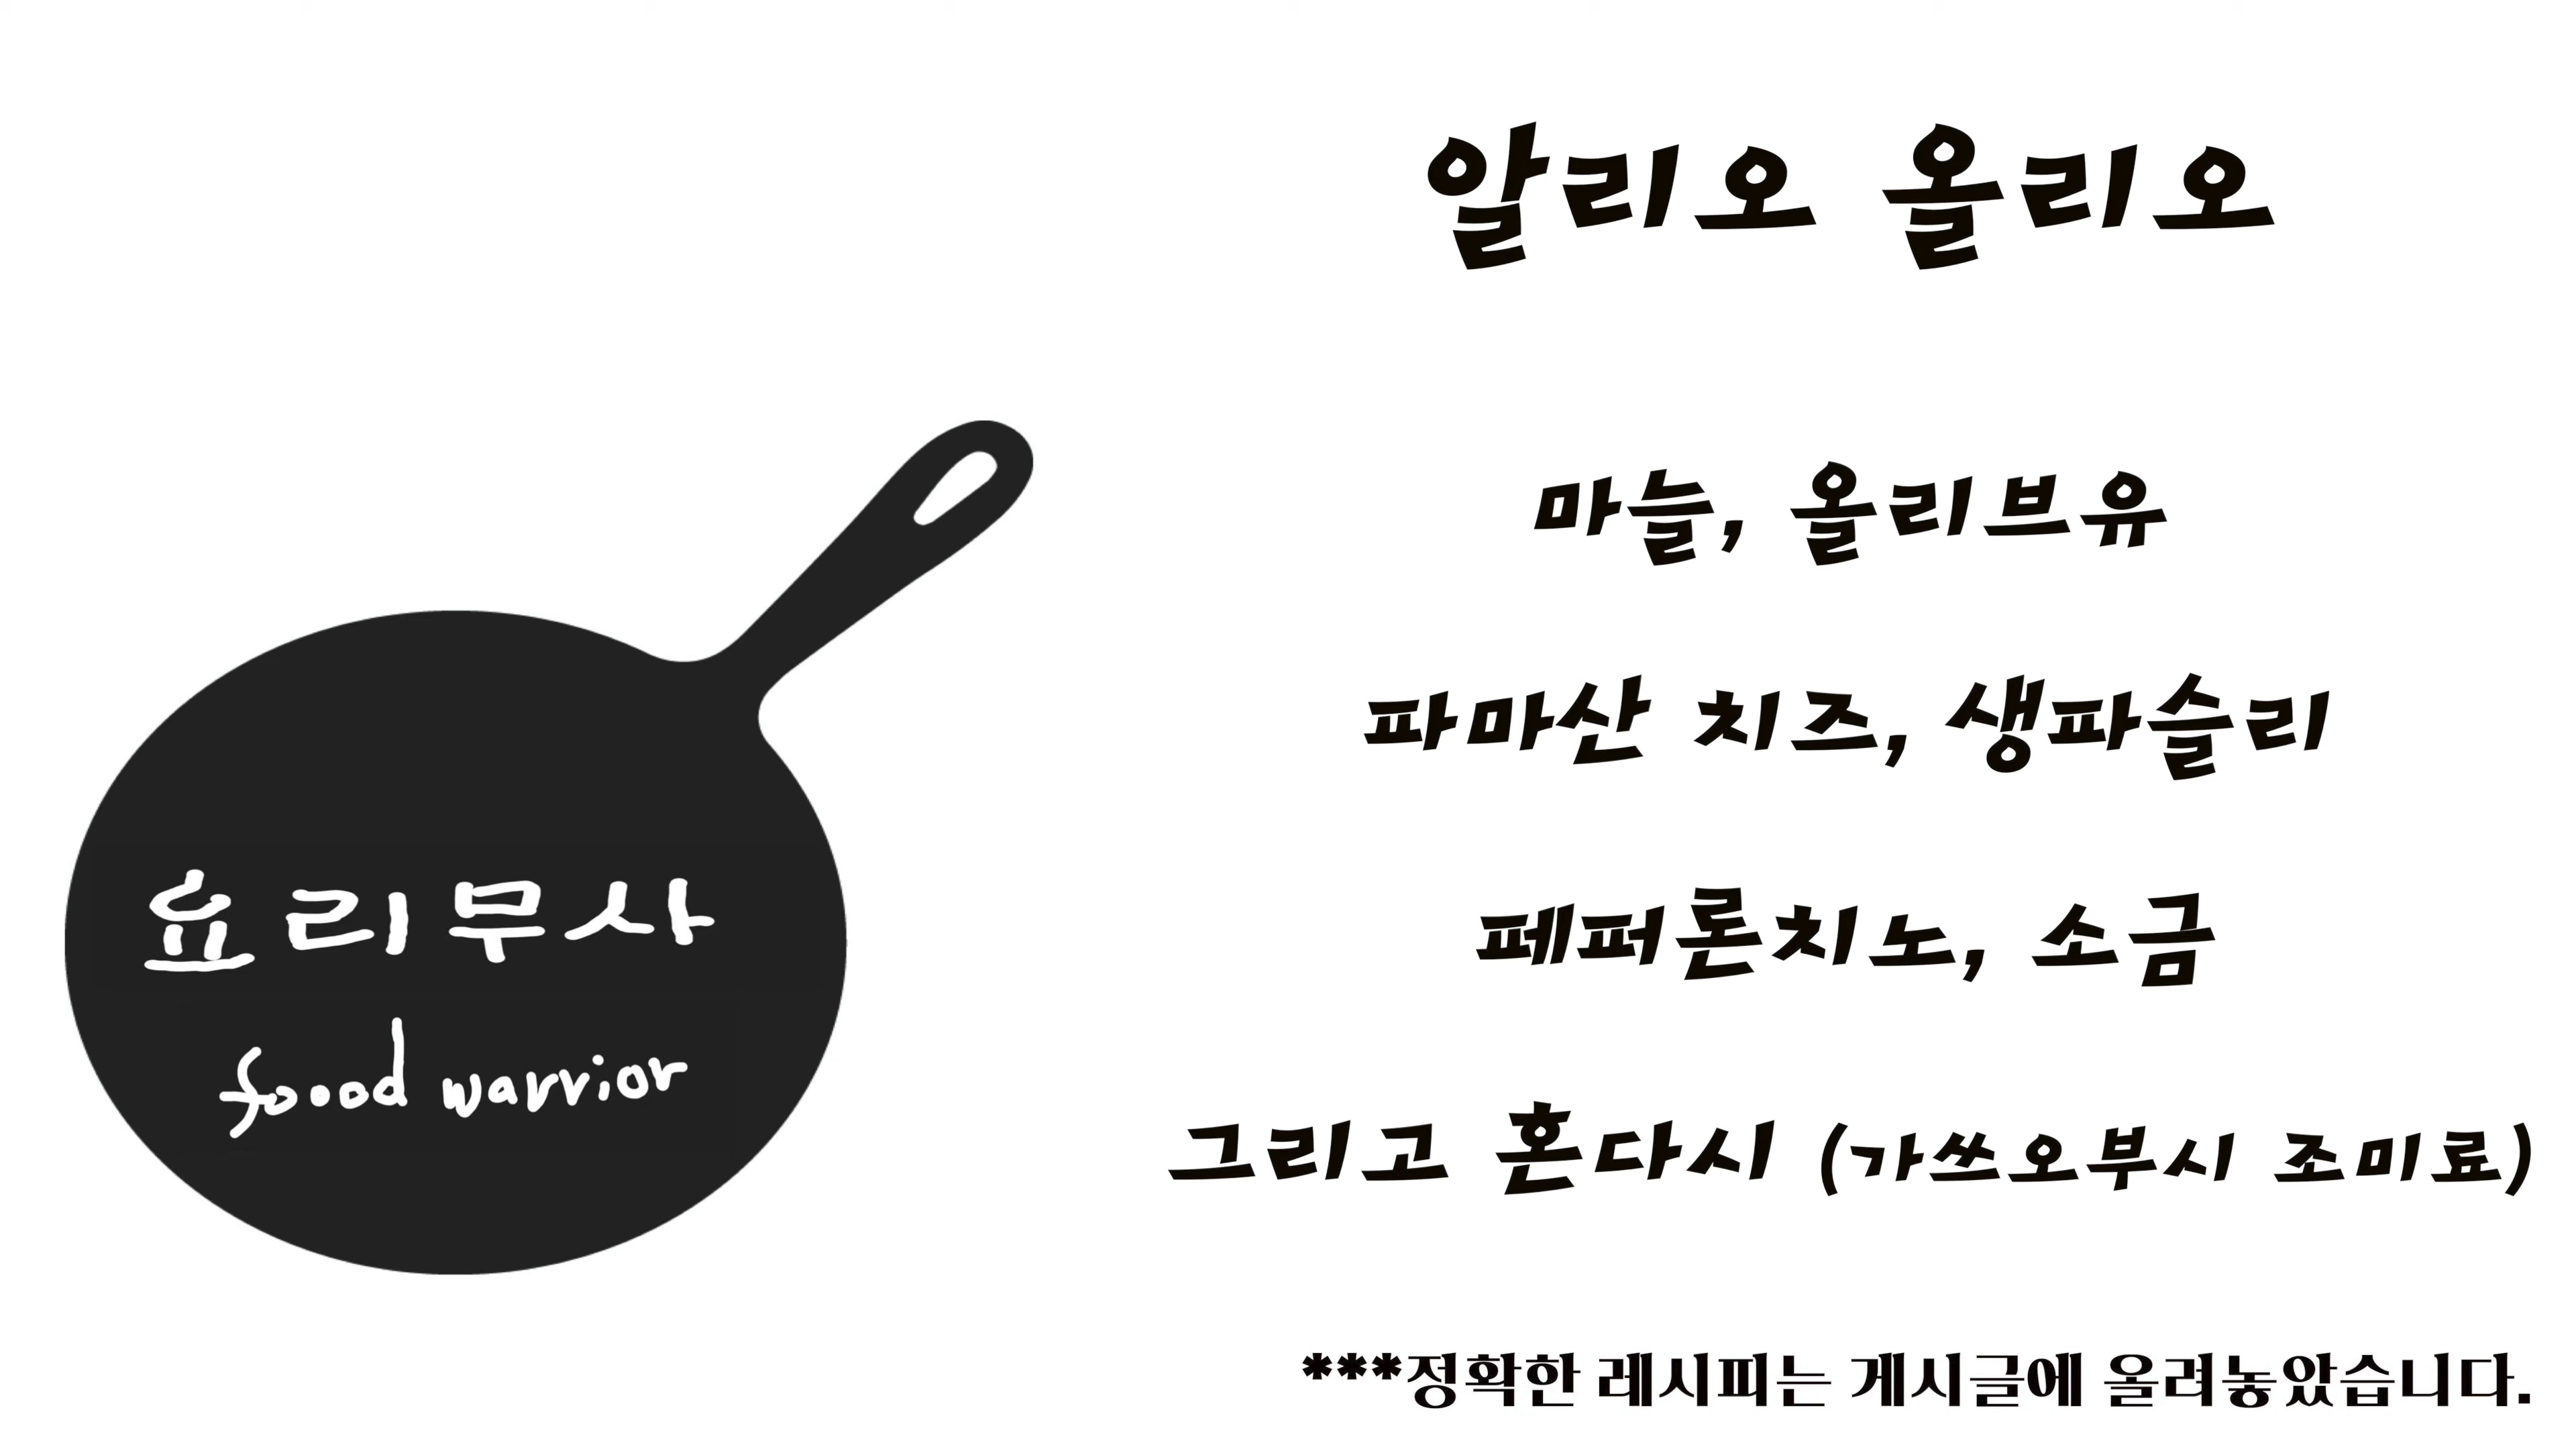 알리오 올리오
마늘, 올리브유
파마산 치즈, 생파슬리
페퍼론치노, 소금
그리고 혼다시 (가쓰오부시 조미료)
***정확한 레시피는 게시글에 올려놓았습니다.
요리무사
foood warrior